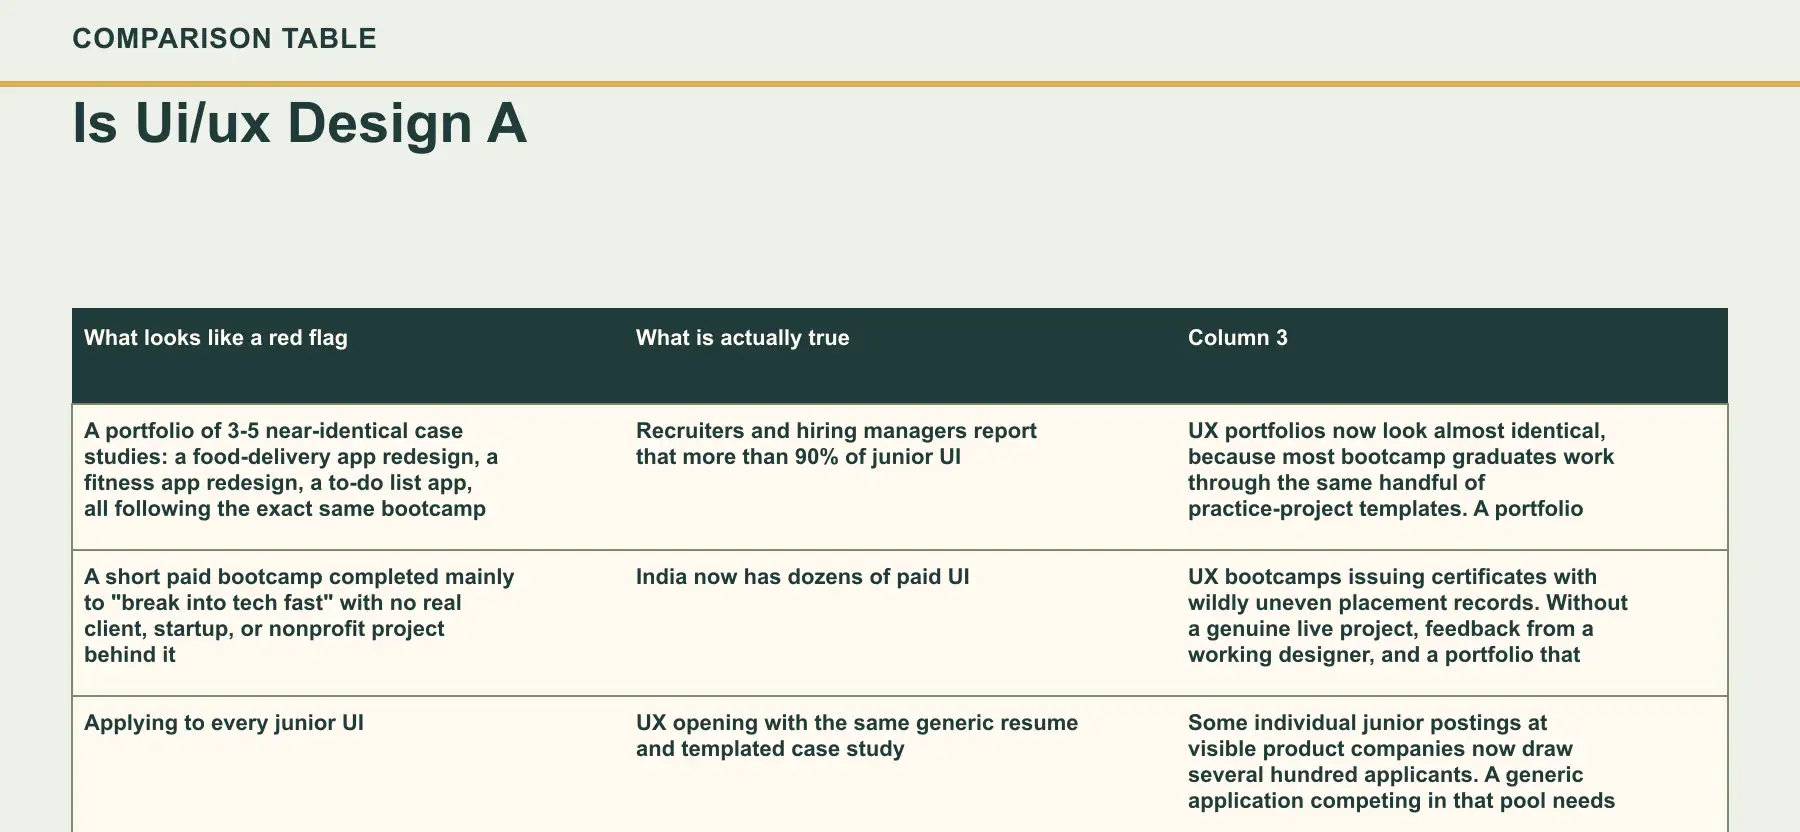 COMPARISON TABLE
Is Ui/ux Design A
What looks like a red flag
What is actually true
Column 3
A portfolio of 3-5 near-identical case
studies: a food-delivery app redesign, a
fitness app redesign, a to-do list app,
all following the exact same bootcamp
Recruiters and hiring managers report
that more than 90% of junior UI
UX portfolios now look almost identical,
because most bootcamp graduates work
through the same handful of
practice-project templates. A portfolio
A short paid bootcamp completed mainly
to "break into tech fast" with no real
client, startup, or nonprofit project
behind it
India now has dozens of paid UI
UX bootcamps issuing certificates with
wildly uneven placement records. Without
a genuine live project, feedback from a
working designer, and a portfolio that
Applying to every junior UI
UX opening with the same generic resume
and templated case study
Some individual junior postings at
visible product companies now draw
several hundred applicants. A generic
application competing in that pool needs